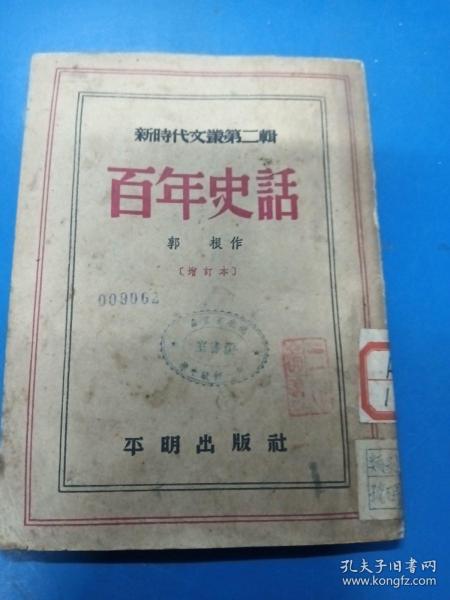 新時代文叢第二輯
百年史話
郭 根 作
〔增訂本〕
009962
平明出版社
孔夫子旧书网
www.kongfz.com